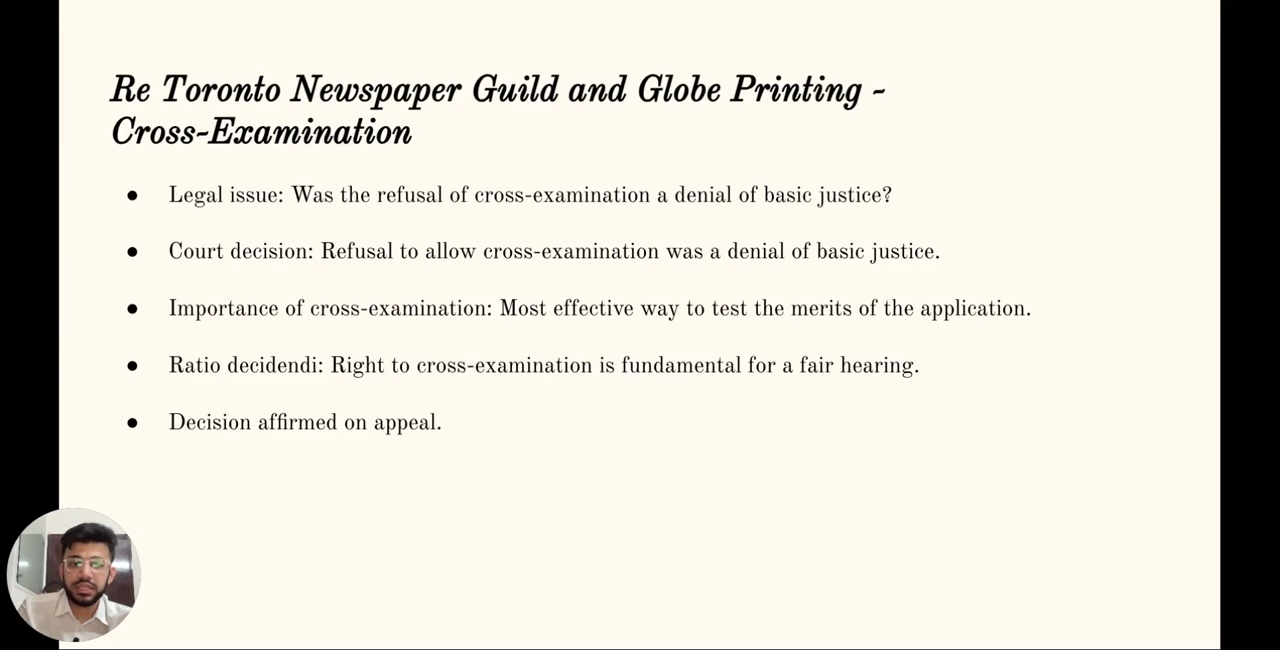 Re Toronto Newspaper Guild and Globe Printing -
Cross-Examination
● Legal issue: Was the refusal of cross-examination a denial of basic justice?
● Court decision: Refusal to allow cross-examination was a denial of basic justice.
● Importance of cross-examination: Most effective way to test the merits of the application.
● Ratio decidendi: Right to cross-examination is fundamental for a fair hearing.
● Decision affirmed on appeal.